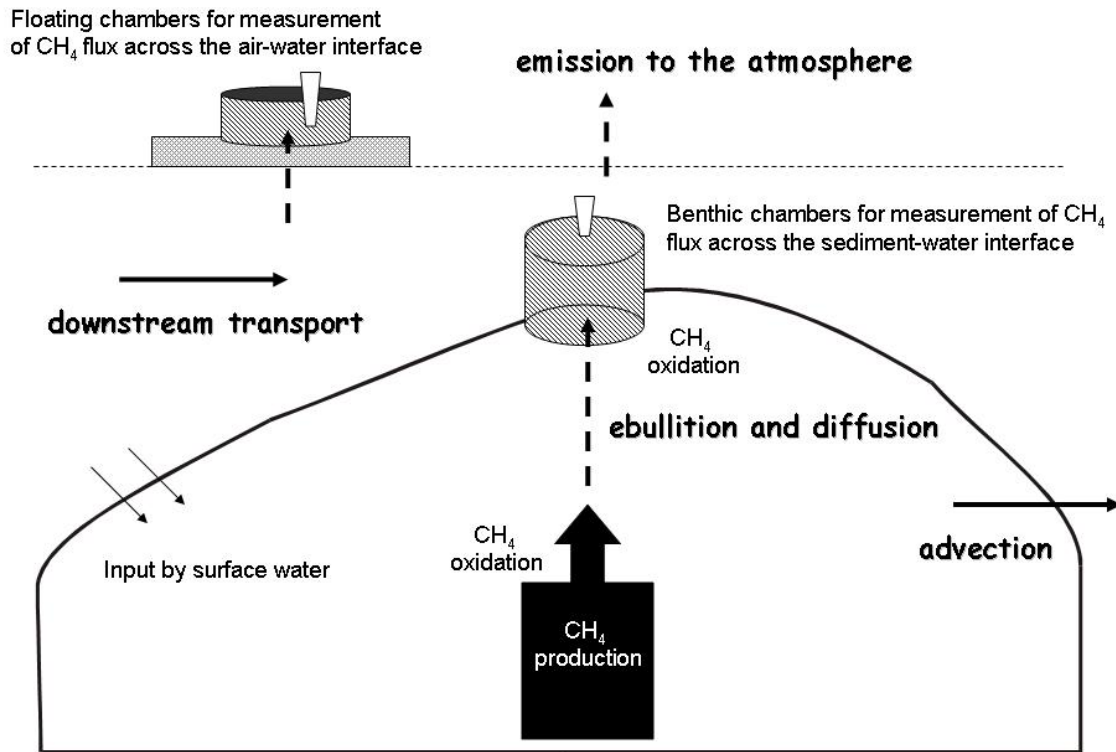 Floating chambers for measurement
of CH₄ flux across the air-water interface
emission to the atmosphere
Benthic chambers for measurement of CH₄
flux across the sediment-water interface
downstream transport
CH₄
oxidation
ebullition and diffusion
CH₄
oxidation
advection
Input by surface water
CH₄
production